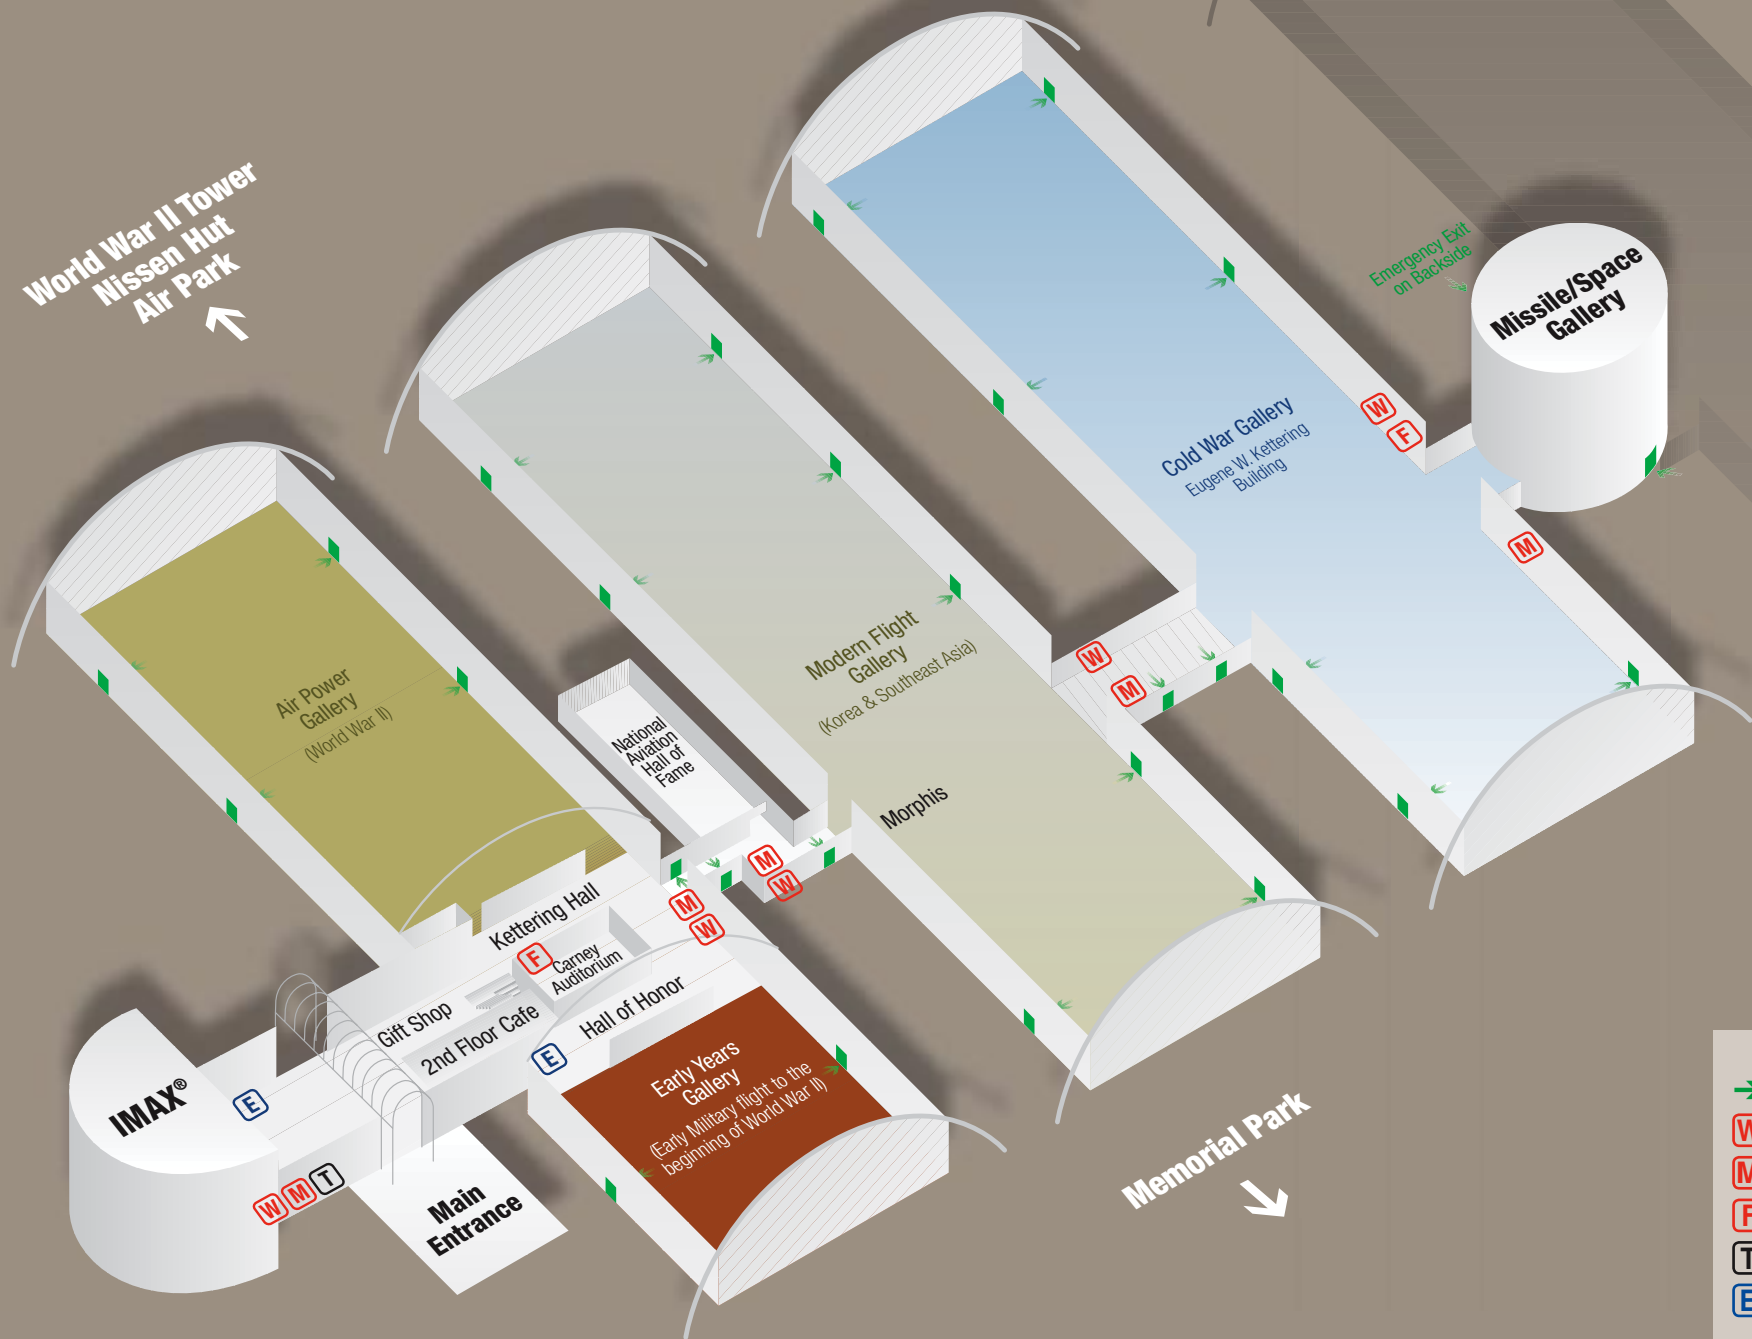 World War II Tower
Nissen Hut
Air Park
Emergency Exit
on Backside
Missile/Space
Gallery
W
F
Cold War Gallery
Eugene W. Kettering
Building
M
Modern Flight
Gallery
(Korea & Southeast Asia)
W
M
Air Power
Gallery
(World War II)
National
Aviation
Hall of
Fame
Morphis
M
W
Kettering Hall
M
W
F
Carney
Auditorium
Gift Shop
2nd Floor Cafe
Hall of Honor
E
Early Years
Gallery
(Early Military flight to the
beginning of World War II)
IMAX®
E
W M T
Main
Entrance
Memorial Park
W
M
F
T
E